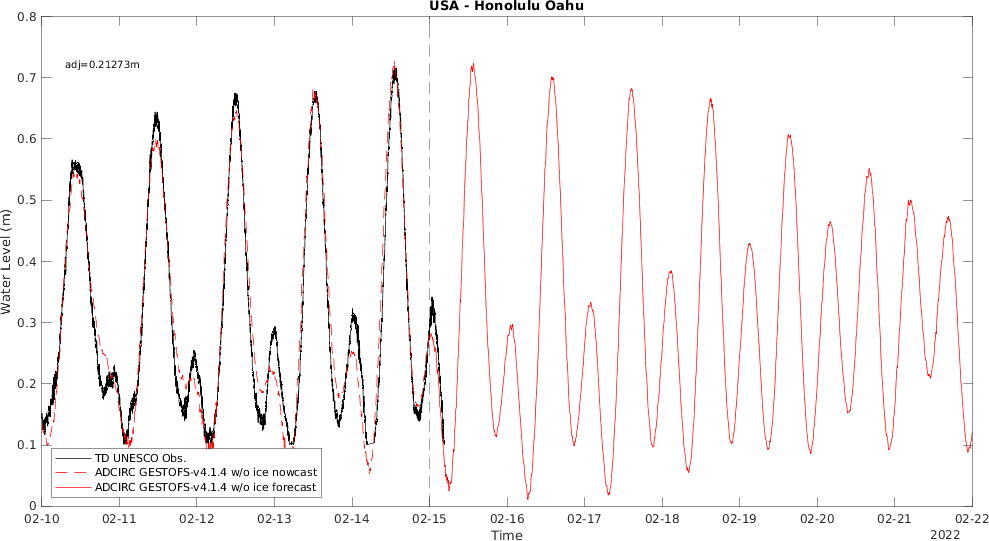 USA - Honolulu Oahu
adj=0.21273m
Water Level (m)
0.8
0.7
0.6
0.5
0.4
0.3
0.2
0.1
0
TD UNESCO Obs.
ADCIRC GESTOFS-v4.1.4 w/o ice nowcast
ADCIRC GESTOFS-v4.1.4 w/o ice forecast
02-10 02-11 02-12 02-13 02-14 02-15 02-16 02-17 02-18 02-19 02-20 02-21 02-22
Time
2022